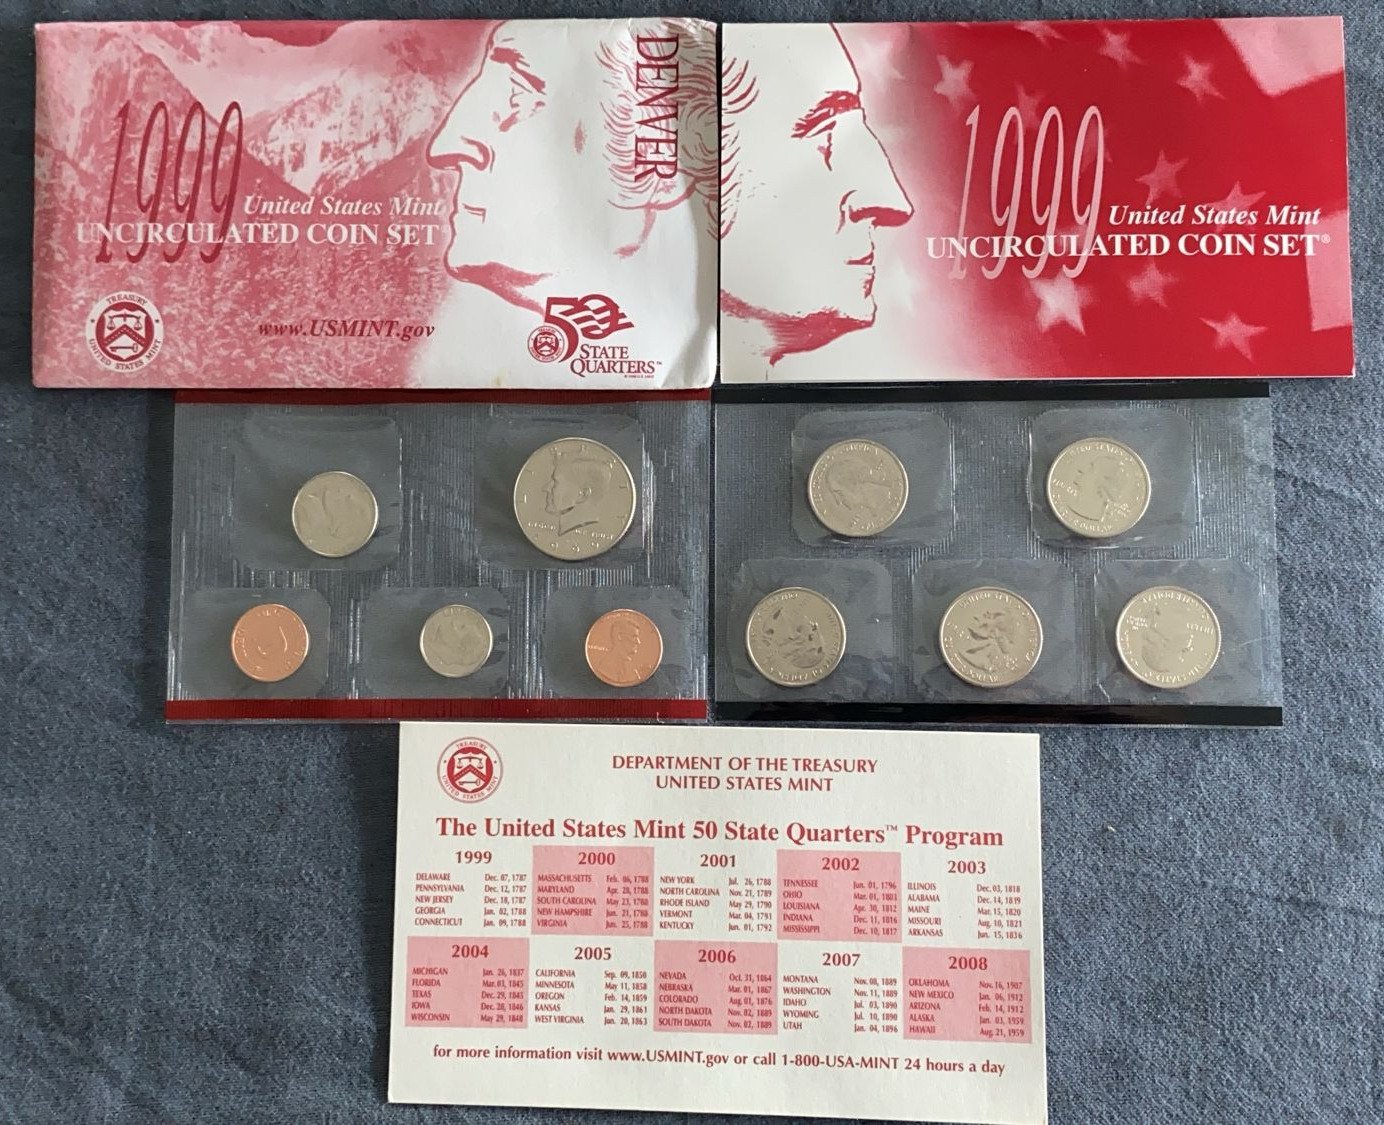 DENVER
1999
United States Mint
UNCIRCULATED COIN SET®
www.USMINT.gov
TREASURY
UNITED STATES MINT
50
STATE
QUARTERS™
1999
United States Mint
UNCIRCULATED COIN SET®
TREASURY
UNITED STATES MINT
DEPARTMENT OF THE TREASURY
UNITED STATES MINT
The United States Mint 50 State Quarters™ Program
1999
DELAWARE Dec. 07, 1787
PENNSYLVANIA Dec. 12, 1787
NEW JERSEY Dec. 18, 1787
GEORGIA Jan. 02, 1788
CONNECTICUT Jan. 09, 1788
2000
MASSACHUSETTS Feb. 06, 1788
MARYLAND Apr. 28, 1788
SOUTH CAROLINA May 23, 1788
NEW HAMPSHIRE Jun. 21, 1788
VIRGINIA Jun. 25, 1788
2001
NEW YORK Jul. 26, 1788
NORTH CAROLINA Nov. 21, 1789
RHODE ISLAND May 29, 1790
VERMONT Mar. 04, 1791
KENTUCKY Jun. 01, 1792
2002
TENNESSEE Jun. 01, 1796
OHIO Mar. 01, 1803
LOUISIANA Apr. 30, 1812
INDIANA Dec. 11, 1816
MISSISSIPPI Dec. 10, 1817
2003
ILLINOIS Dec. 03, 1818
ALABAMA Dec. 14, 1819
MAINE Mar. 15, 1820
MISSOURI Aug. 10, 1821
ARKANSAS Jun. 15, 1836
2004
MICHIGAN Jan. 26, 1837
FLORIDA Mar. 03, 1845
TEXAS Dec. 29, 1845
IOWA Dec. 28, 1846
WISCONSIN May 29, 1848
2005
CALIFORNIA Sep. 09, 1850
MINNESOTA May 11, 1858
OREGON Feb. 14, 1859
KANSAS Jan. 29, 1861
WEST VIRGINIA Jun. 20, 1863
2006
NEVADA Oct. 31, 1864
NEBRASKA Mar. 01, 1867
COLORADO Aug. 01, 1876
NORTH DAKOTA Nov. 02, 1889
SOUTH DAKOTA Nov. 02, 1889
2007
MONTANA Nov. 08, 1889
WASHINGTON Nov. 11, 1889
IDAHO Jul. 03, 1890
WYOMING Jul. 10, 1890
UTAH Jan. 04, 1896
2008
OKLAHOMA Nov. 16, 1907
NEW MEXICO Jan. 06, 1912
ARIZONA Feb. 14, 1912
ALASKA Jan. 03, 1959
HAWAII Aug. 21, 1959
for more information visit www.USMINT.gov or call 1-800-USA-MINT 24 hours a day